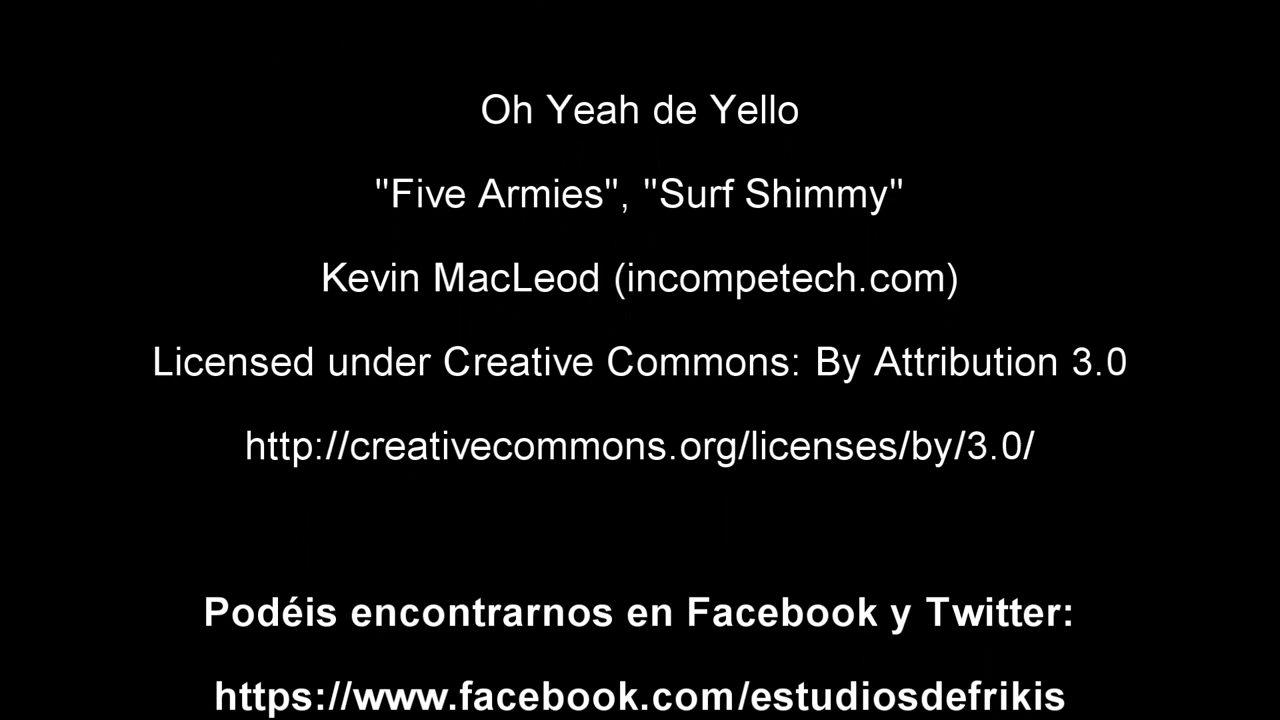 Oh Yeah de Yello
"Five Armies", "Surf Shimmy"
Kevin MacLeod (incompetech.com)
Licensed under Creative Commons: By Attribution 3.0
http://creativecommons.org/licenses/by/3.0/
Podéis encontrarnos en Facebook y Twitter:
https://www.facebook.com/estudiosdefrikis